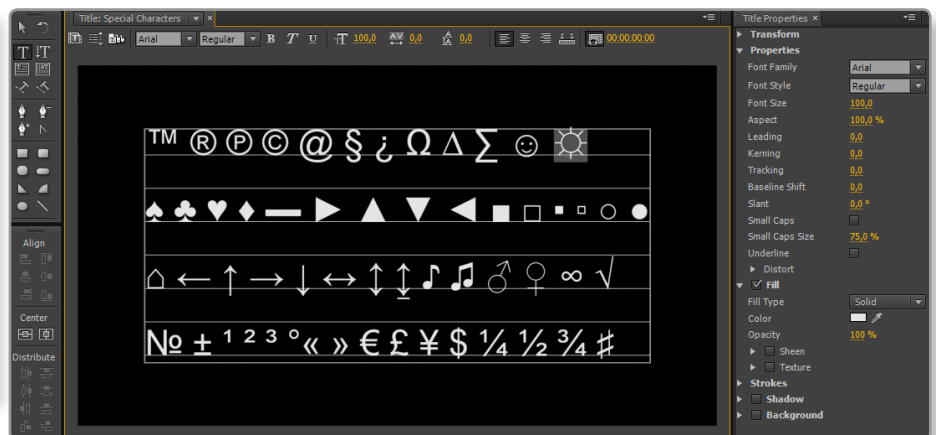 Title: Special Characters
Arial Regular B T U T 100,0 AV 0,0 A 0,0 00:00:00:00
™ ® ℗ © @ § ¿ Ω ∆ ∑ ☺ ☼
♠ ♣ ♥ ♦ ▬ ► ▲ ▼ ◄ ■ □ ▪ ▫ ○ ●
⌂ ← ↑ → ↓ ↔ ↕ ↨ ♪ ♫ ♂ ♀ ∞ √
№ ± ¹ ² ³ ° « » € £ ¥ $ ¼ ½ ¾ ♯
Align
Center
Distribute
Title Properties
Transform
Properties
Font Family Arial
Font Style Regular
Font Size 100,0
Aspect 100,0 %
Leading 0,0
Kerning 0,0
Tracking 0,0
Baseline Shift 0,0
Slant 0,0 °
Small Caps
Small Caps Size 75,0 %
Underline
Distort
Fill
Fill Type Solid
Color
Opacity 100 %
Sheen
Texture
Strokes
Shadow
Background